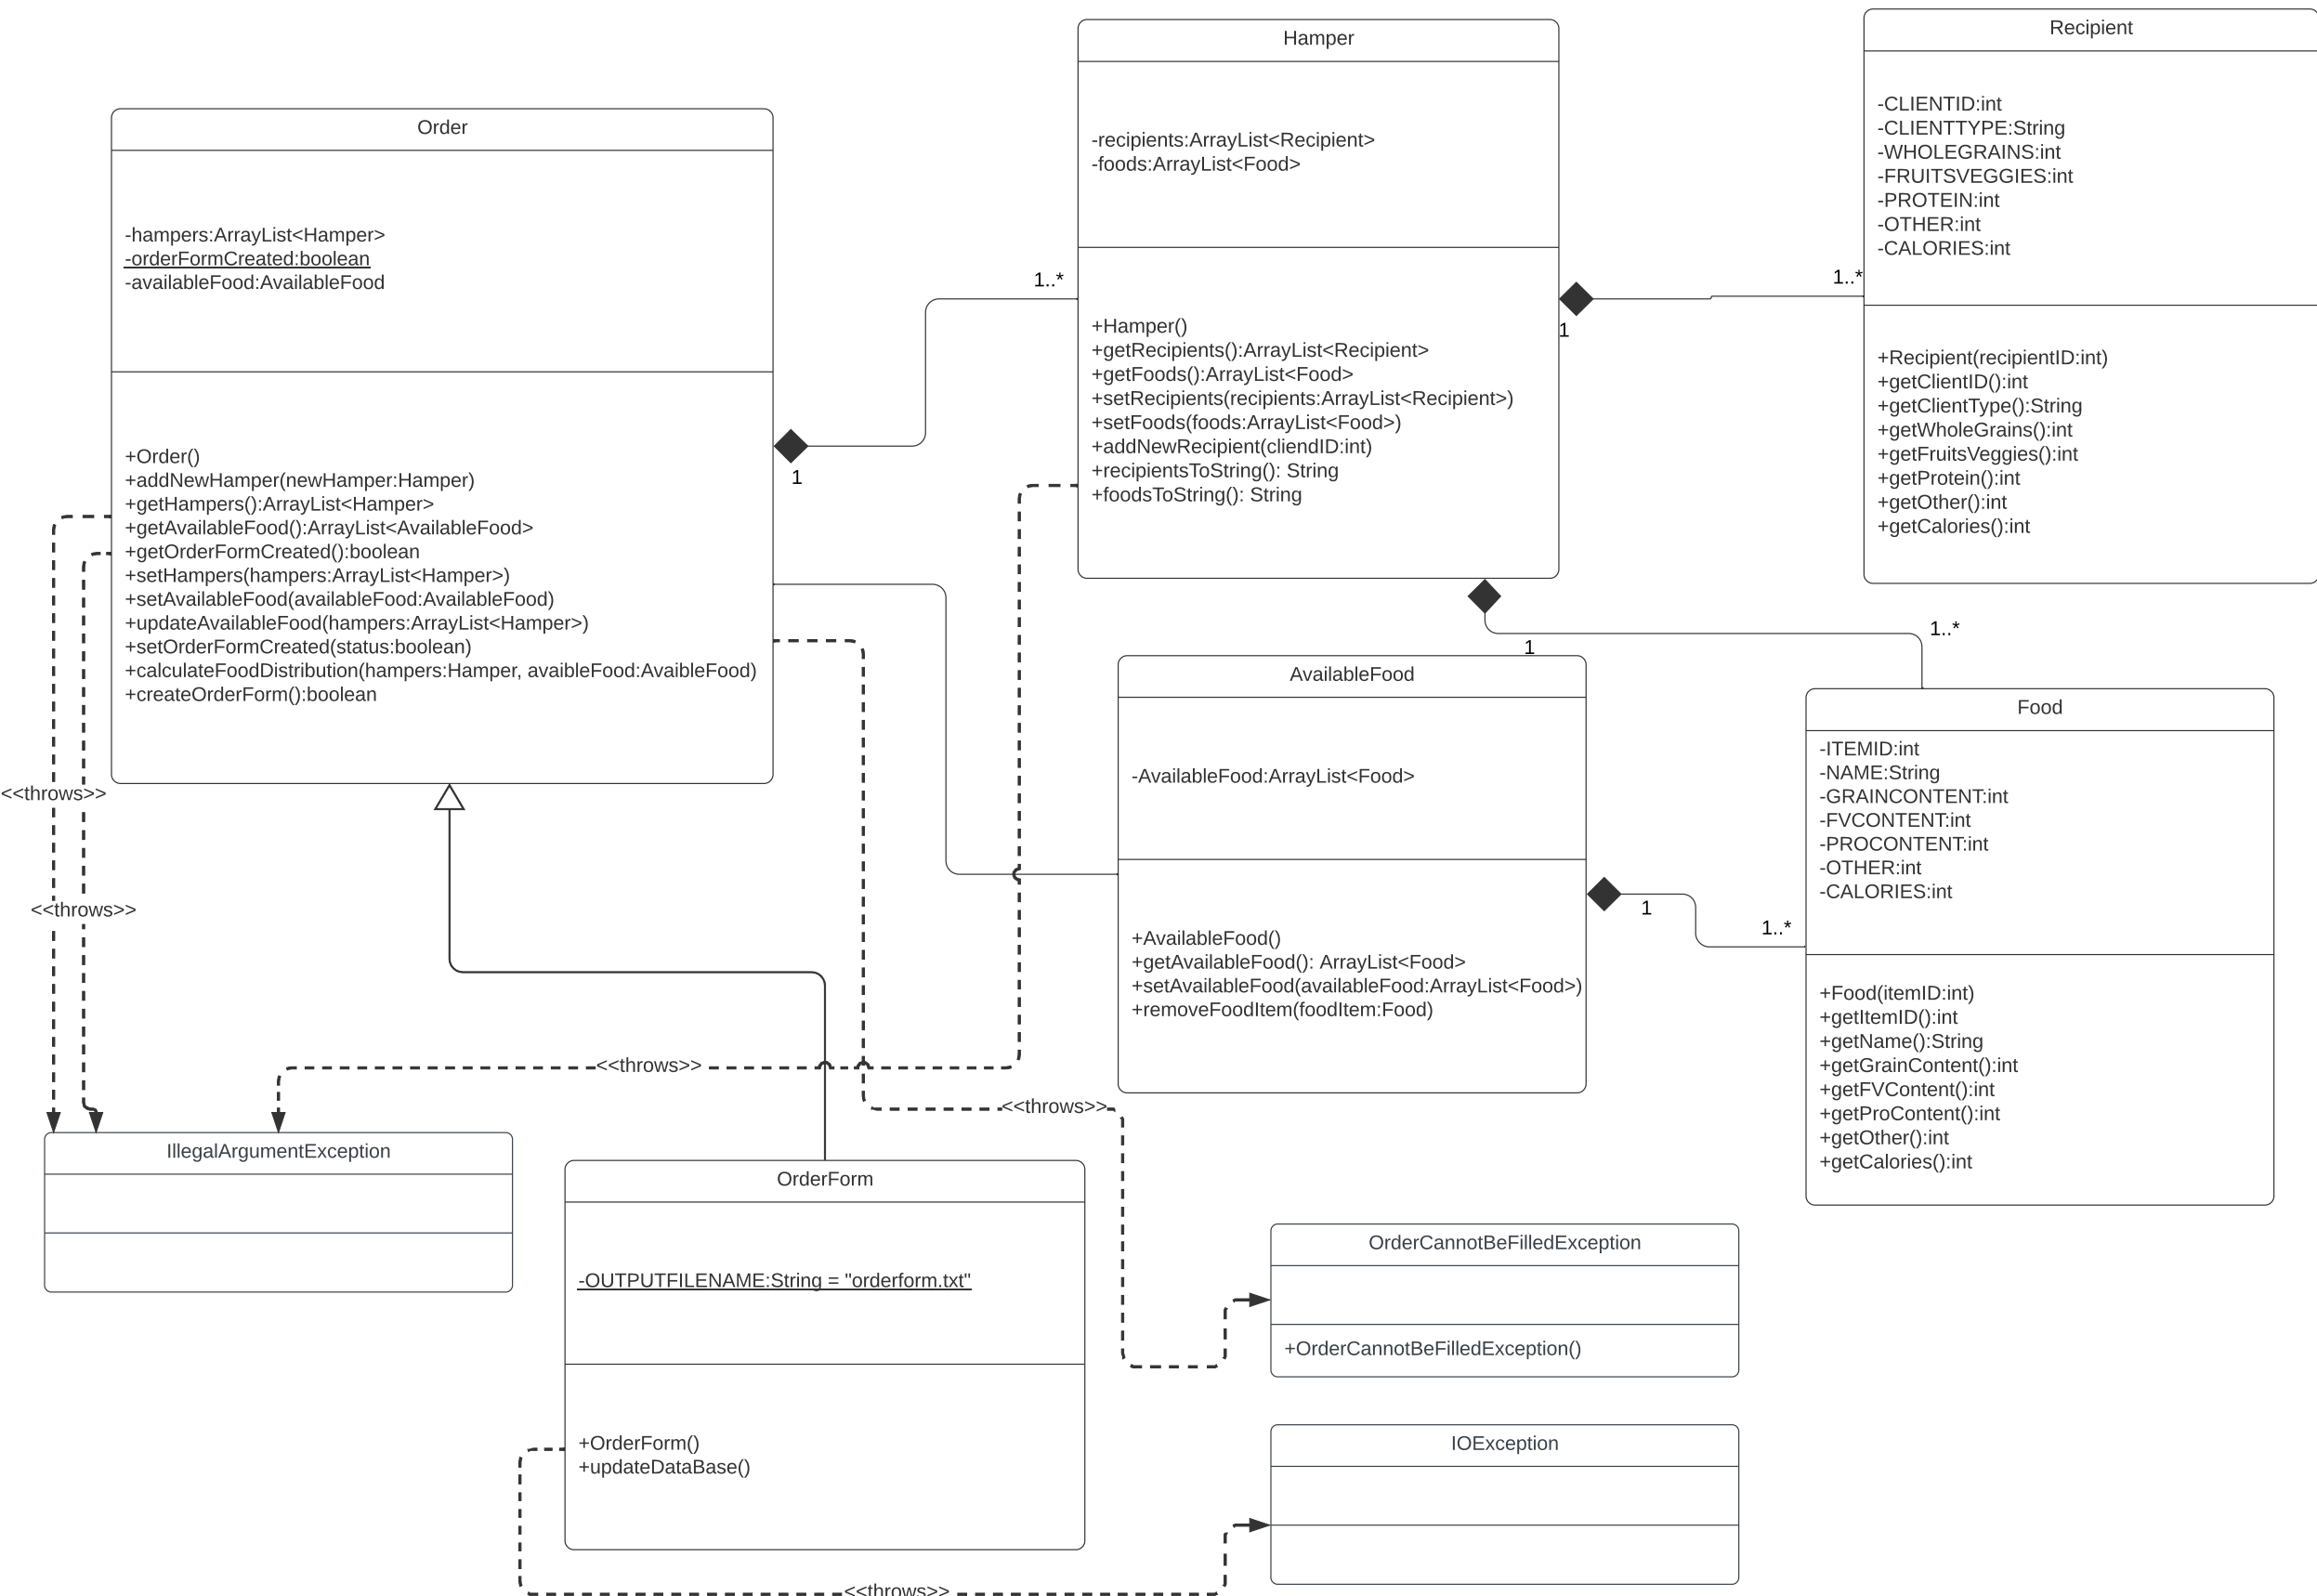 Order
-hampers:ArrayList<Hamper>
-orderFormCreated:boolean
-availableFood:AvailableFood
+Order()
+addNewHamper(newHamper:Hamper)
+getHampers():ArrayList<Hamper>
+getAvailableFood():ArrayList<AvailableFood>
+getOrderFormCreated():boolean
+setHampers(hampers:ArrayList<Hamper>)
+setAvailableFood(availableFood:AvailableFood)
+updateAvailableFood(hampers:ArrayList<Hamper>)
+setOrderFormCreated(status:boolean)
+calculateFoodDistribution(hampers:Hamper, avaibleFood:AvaibleFood)
+createOrderForm():boolean
1
1..*
Hamper
-recipients:ArrayList<Recipient>
-foods:ArrayList<Food>
+Hamper()
+getRecipients():ArrayList<Recipient>
+getFoods():ArrayList<Food>
+setRecipients(recipients:ArrayList<Recipient>)
+setFoods(foods:ArrayList<Food>)
+addNewRecipient(cliendID:int)
+recipientsToString(): String
+foodsToString(): String
1
1..*
Recipient
-CLIENTID:int
-CLIENTTYPE:String
-WHOLEGRAINS:int
-FRUITSVEGGIES:int
-PROTEIN:int
-OTHER:int
-CALORIES:int
+Recipient(recipientID:int)
+getClientID():int
+getClientType():String
+getWholeGrains():int
+getFruitsVeggies():int
+getProtein():int
+getOther():int
+getCalories():int
1
1..*
AvailableFood
-AvailableFood:ArrayList<Food>
+AvailableFood()
+getAvailableFood(): ArrayList<Food>
+setAvailableFood(availableFood:ArrayList<Food>)
+removeFoodItem(foodItem:Food)
1
1..*
Food
-ITEMID:int
-NAME:String
-GRAINCONTENT:int
-FVCONTENT:int
-PROCONTENT:int
-OTHER:int
-CALORIES:int
+Food(itemID:int)
+getItemID():int
+getName():String
+getGrainContent():int
+getFVContent():int
+getProContent():int
+getOther():int
+getCalories():int
<<throws>>
<<throws>>
<<throws>>
<<throws>>
IllegalArgumentException
OrderForm
-OUTPUTFILENAME:String = "orderform.txt"
+OrderForm()
+updateDataBase()
OrderCannotBeFilledException
+OrderCannotBeFilledException()
IOException
<<throws>>